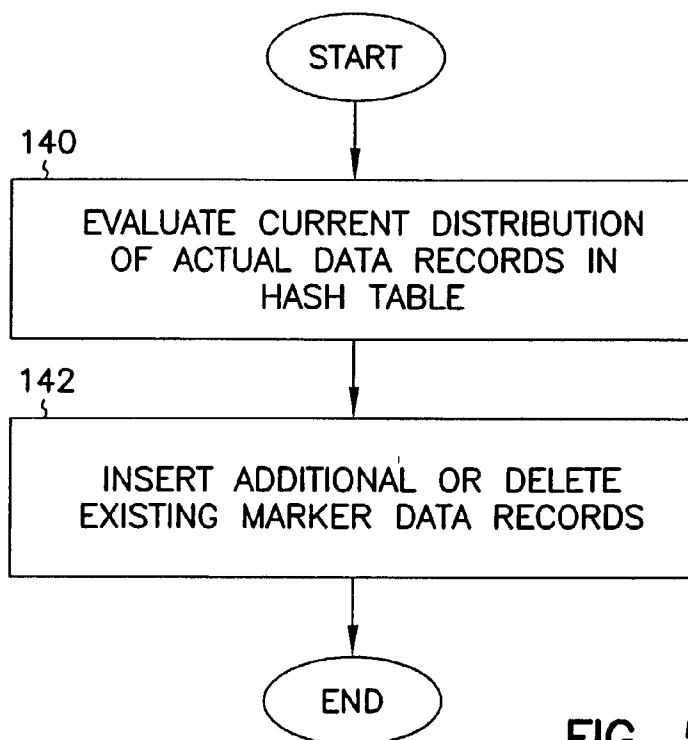 START
140
EVALUATE CURRENT DISTRIBUTION
OF ACTUAL DATA RECORDS IN
HASH TABLE
142
INSERT ADDITIONAL OR DELETE
EXISTING MARKER DATA RECORDS
END
FIG.